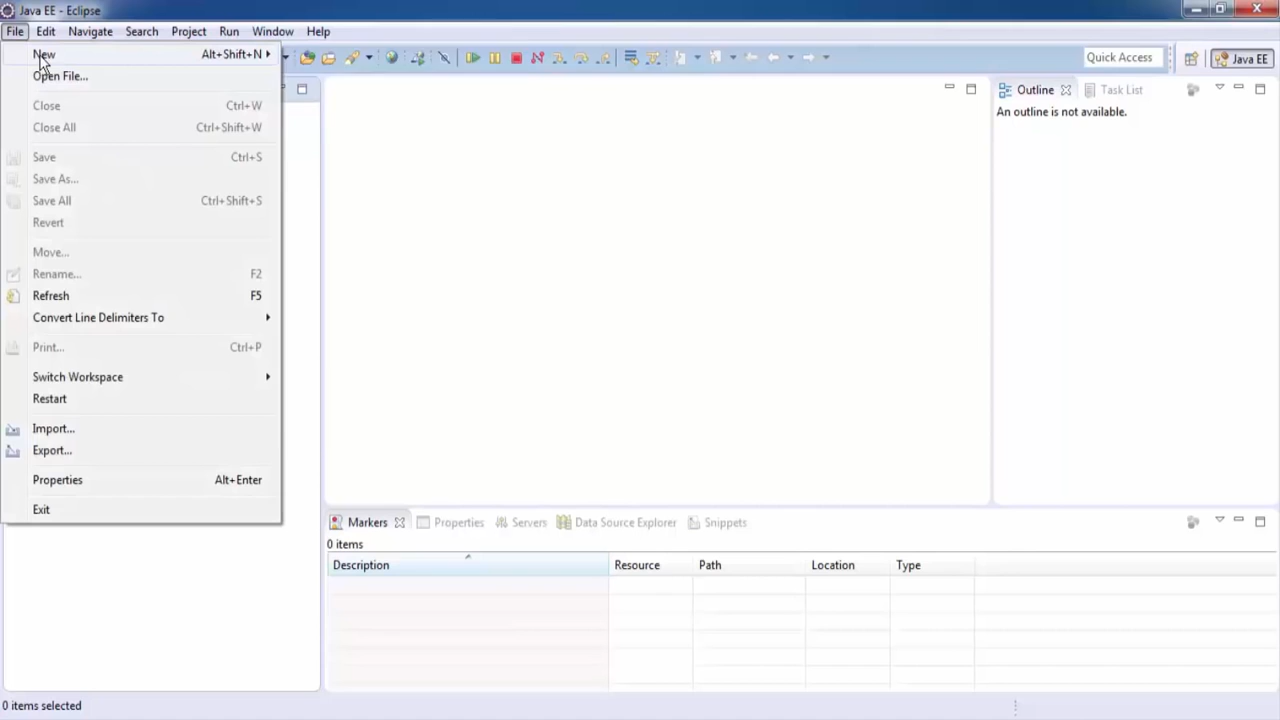 Java EE - Eclipse
File Edit Navigate Search Project Run Window Help
New Alt+Shift+N
Open File...
Close Ctrl+W
Close All Ctrl+Shift+W
Save Ctrl+S
Save As...
Save All Ctrl+Shift+S
Revert
Move...
Rename... F2
Refresh F5
Convert Line Delimiters To
Print... Ctrl+P
Switch Workspace
Restart
Import...
Export...
Properties Alt+Enter
Exit
Quick Access Java EE
Outline Task List
An outline is not available.
Markers Properties Servers Data Source Explorer Snippets
0 items
Description Resource Path Location Type
0 items selected